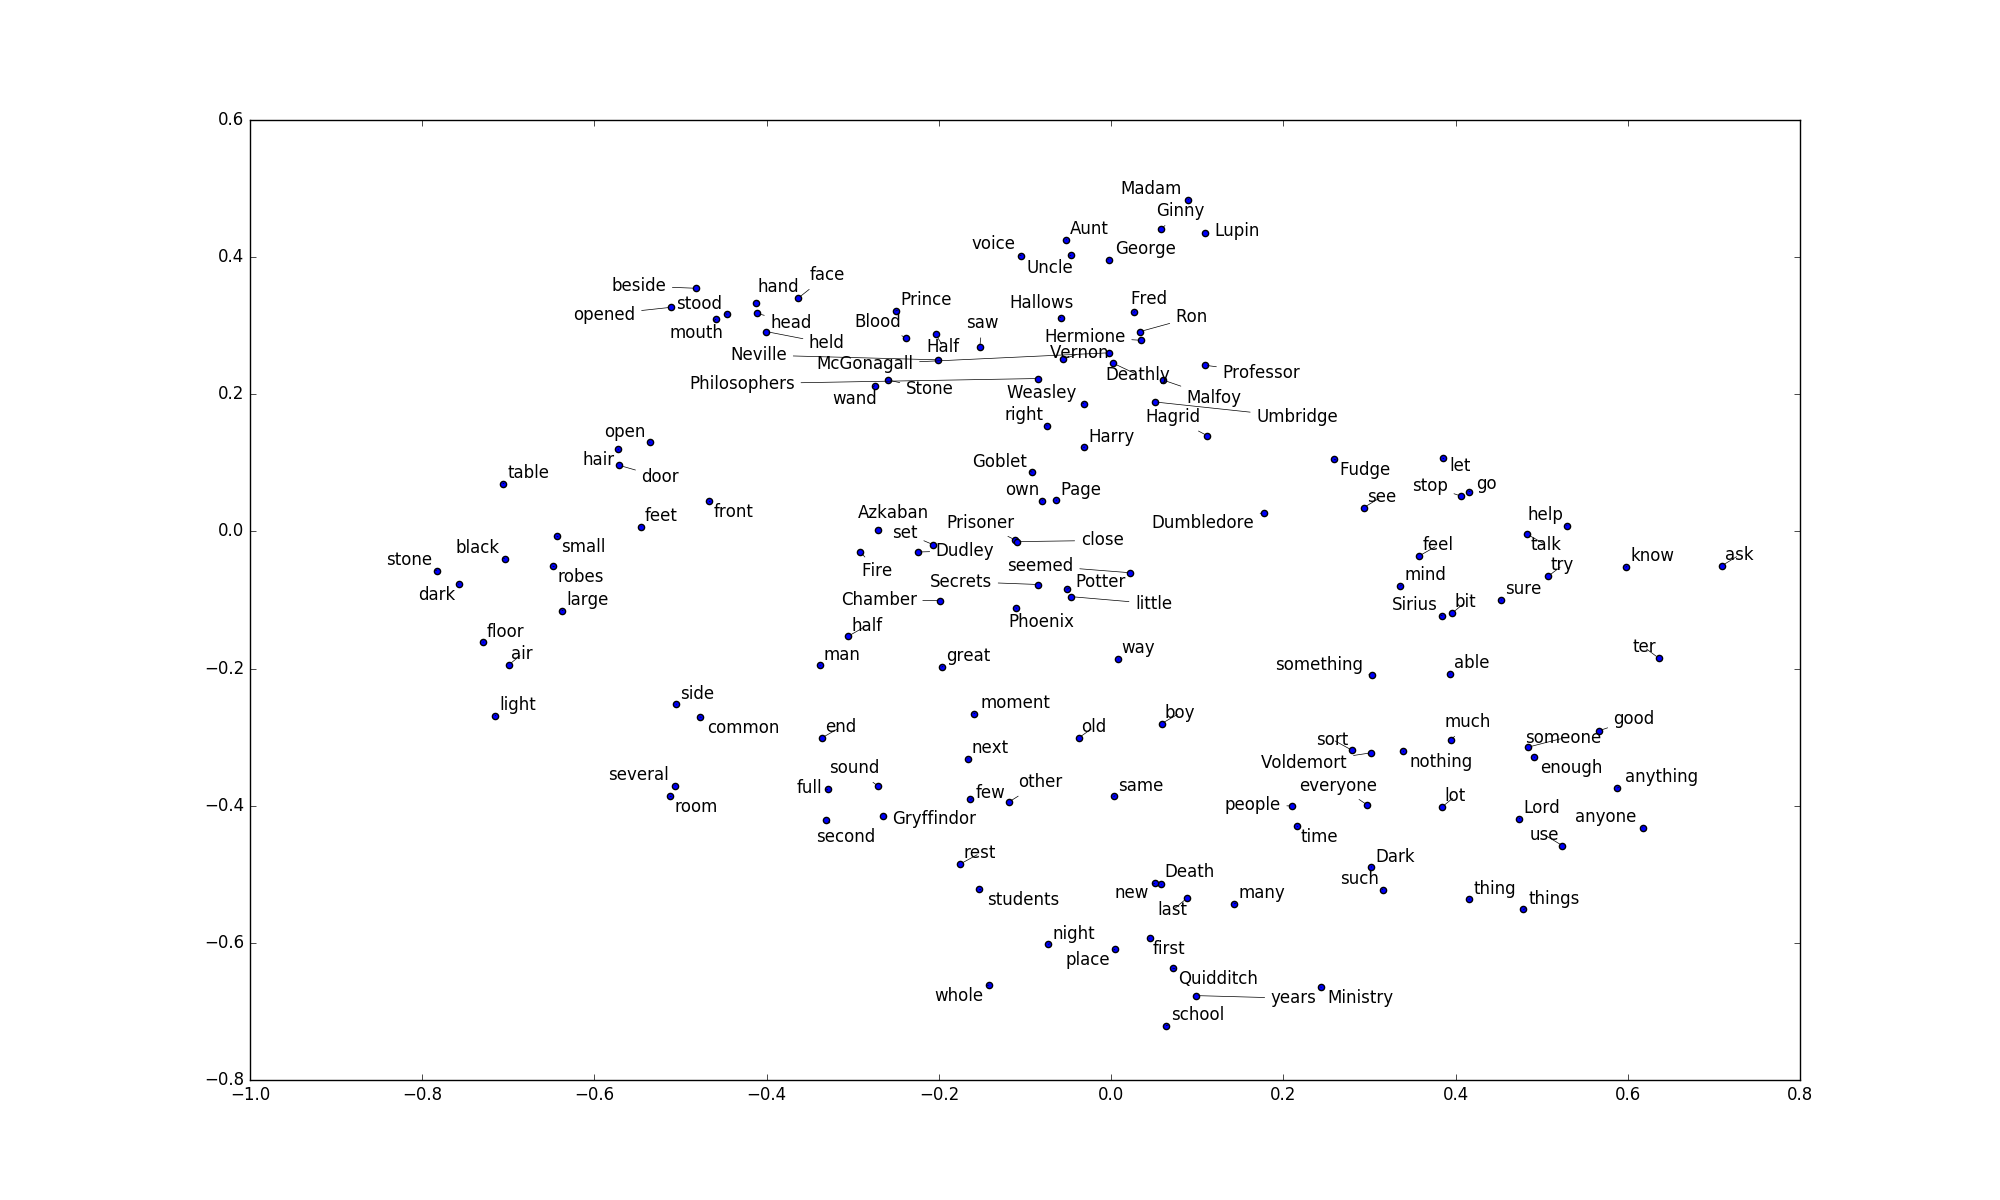 0.6
Madam
Ginny
Aunt
Lupin
voice
George
Uncle
0.4
face
beside
hand
stood
Prince
Hallows
Fred
opened
Blood
saw
Ron
mouth
head
held
Half
Hermione
Neville
McGonagall
Vernon
Deathly
Professor
Philosophers
Stone
wand
Weasley
Malfoy
0.2
right
Hagrid
Umbridge
open
Harry
hair
door
table
Goblet
Fudge
let
own
Page
stop
go
see
front
feet
Azkaban
Prisoner
Dumbledore
help
0.0
set
close
black
small
Dudley
feel
talk
know
ask
stone
Fire
seemed
try
robes
Secrets
Potter
mind
dark
large
Chamber
little
Sirius
bit
sure
Phoenix
floor
half
air
man
great
way
something
able
ter
−0.2
light
side
common
moment
end
old
boy
much
good
next
sort
Voldemort
nothing
someone
enough
several
room
sound
full
few
other
same
everyone
people
lot
anything
−0.4
second
Gryffindor
time
Lord
anyone
use
rest
Dark
students
Death
new
last
many
such
thing
things
night
place
first
−0.6
whole
Quidditch
years
Ministry
school
−0.8
−1.0 −0.8 −0.6 −0.4 −0.2 0.0 0.2 0.4 0.6 0.8